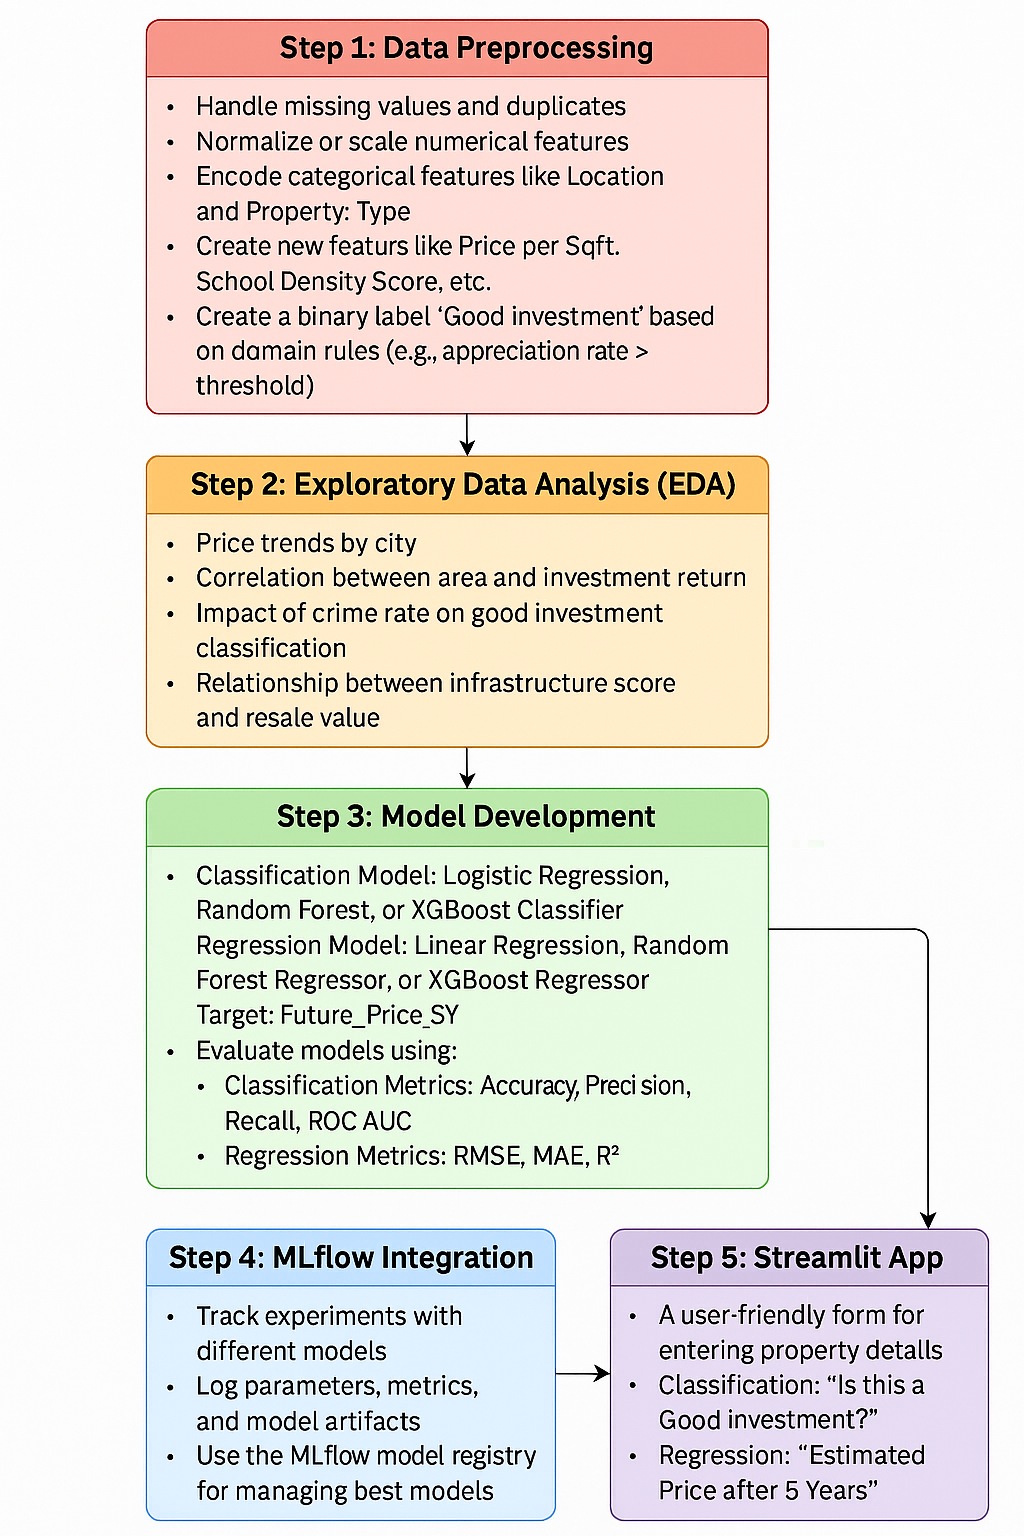 Step 1: Data Preprocessing
• Handle missing values and duplicates
• Normalize or scale numerical features
• Encode categorical features like Location
and Property: Type
• Create new featurs like Price per Sqft.
School Density Score, etc.
• Create a binary label ‘Good investment’ based
on domain rules (e.g., appreciation rate >
threshold)
Step 2: Exploratory Data Analysis (EDA)
• Price trends by city
• Correlation between area and investment return
• Impact of crime rate on good investment
classification
• Relationship between infrastructure score
and resale value
Step 3: Model Development
• Classification Model: Logistic Regression,
Random Forest, or XGBoost Classifier
Regression Model: Linear Regression, Random
Forest Regressor, or XGBoost Regressor
Target: Future_Price_SY
• Evaluate models using:
• Classification Metrics: Accuracy, Precision,
Recall, ROC AUC
• Regression Metrics: RMSE, MAE, R²
Step 4: MLflow Integration
• Track experiments with
different models
• Log parameters, metrics,
and model artifacts
• Use the MLflow model registry
for managing best models
Step 5: Streamlit App
• A user-friendly form for
entering property details
• Classification: “Is this a
Good investment?”
• Regression: “Estimated
Price after 5 Years”